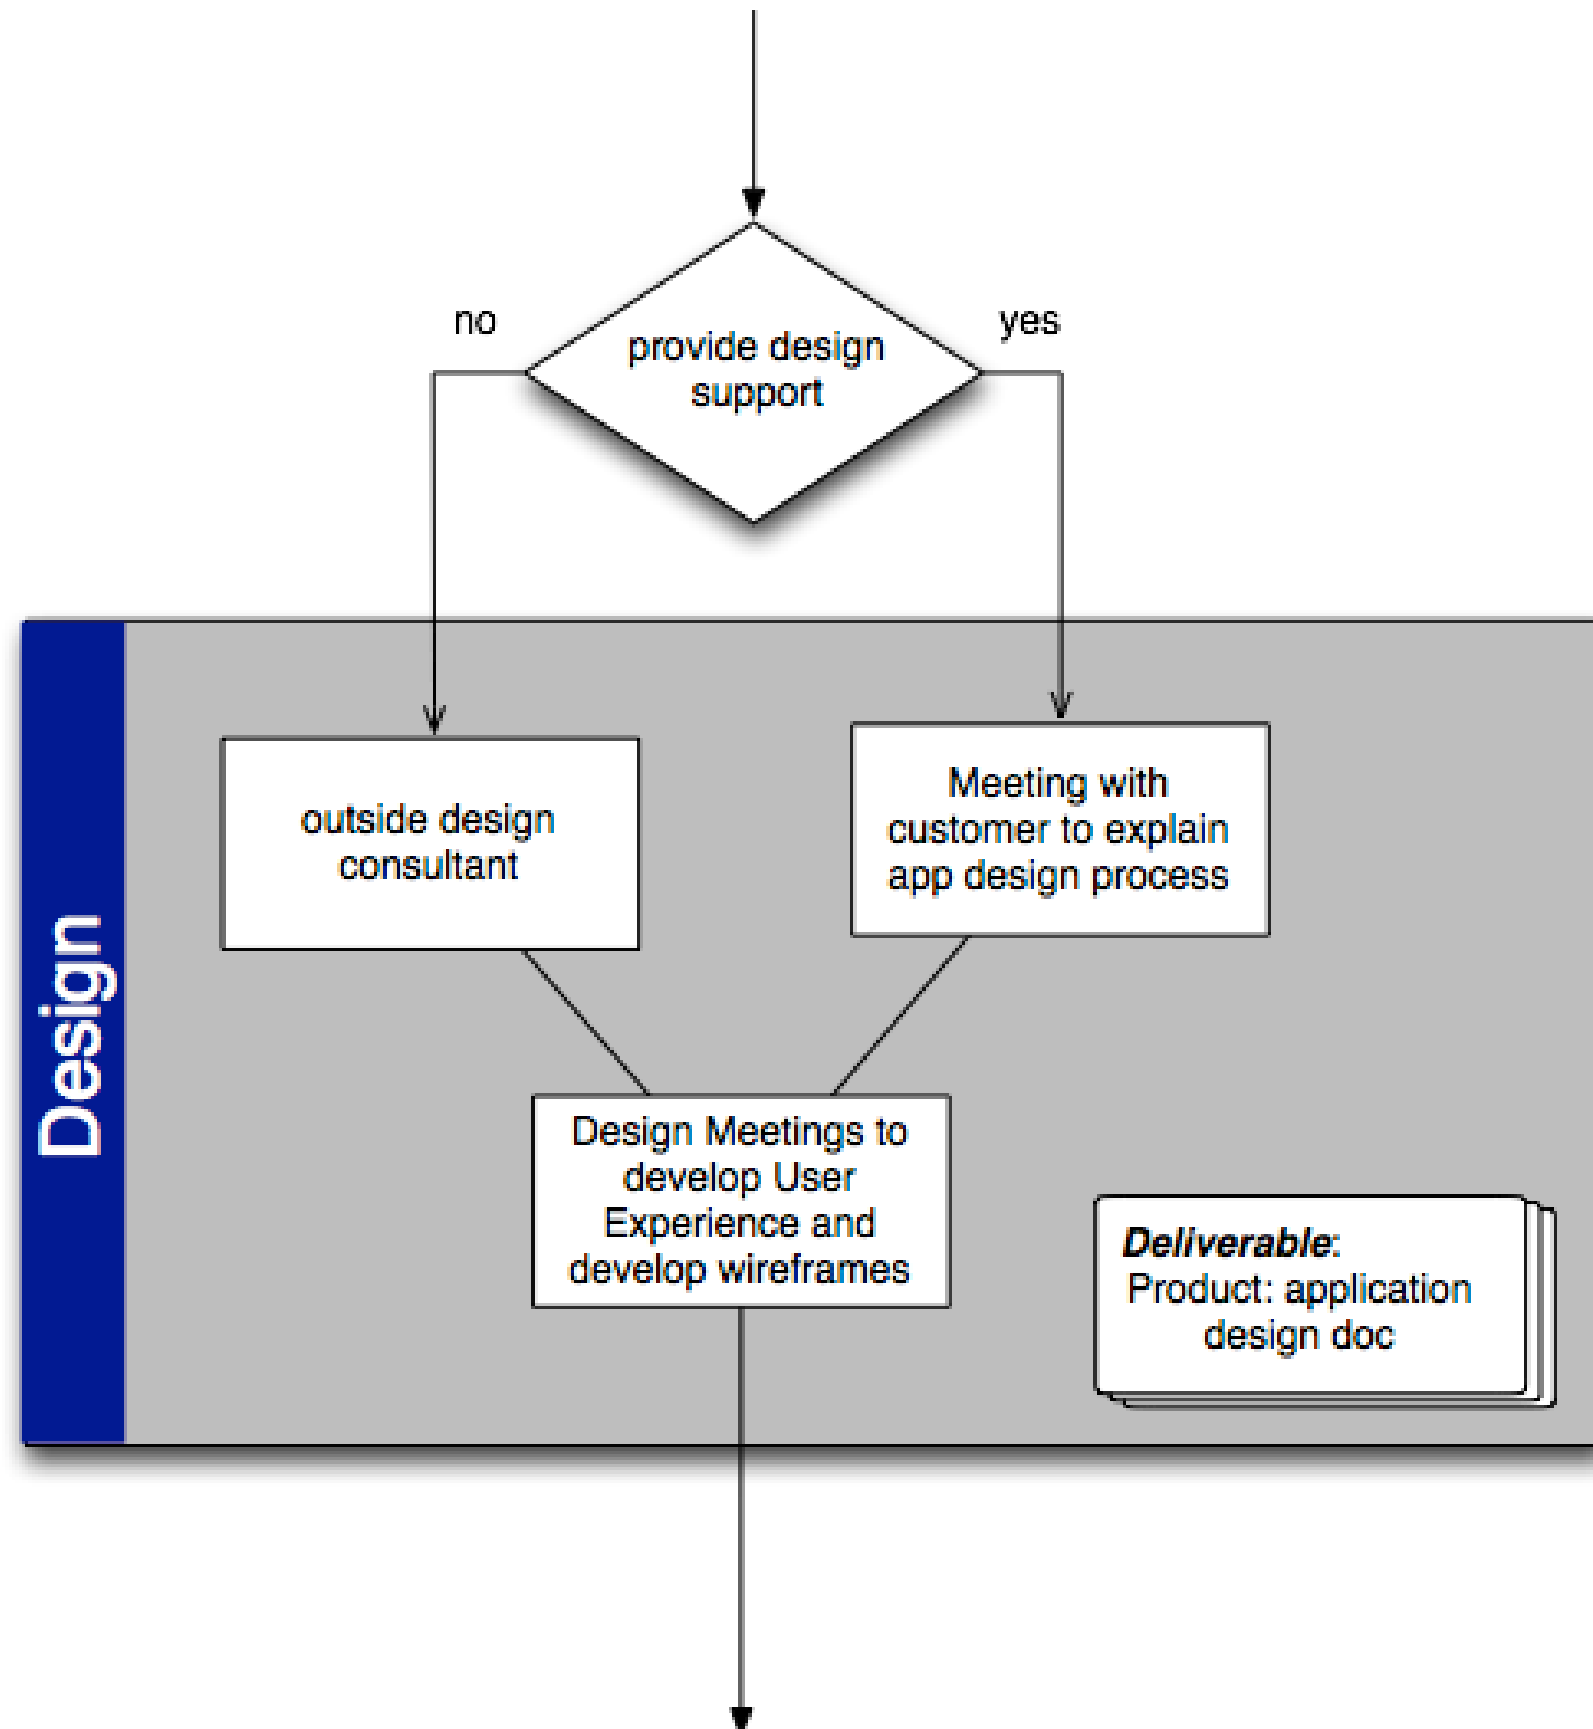 no
yes
provide design
support
outside design
consultant
Meeting with
customer to explain
app design process
Design
Design Meetings to
develop User
Experience and
develop wireframes
Deliverable:
Product: application
design doc